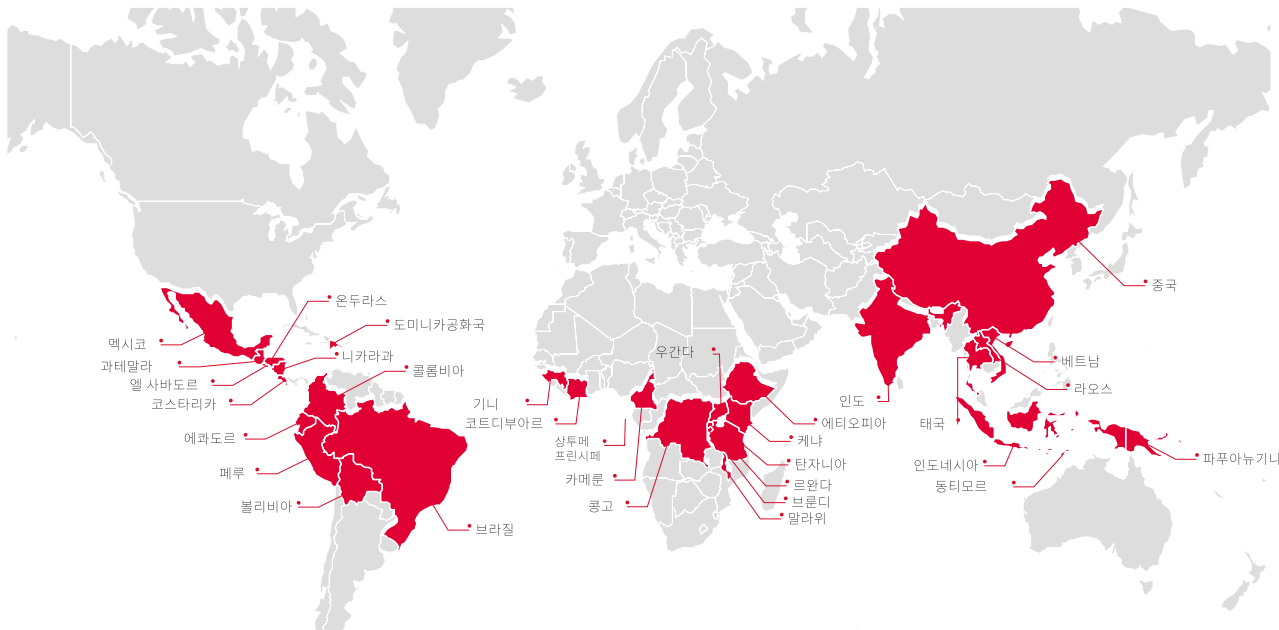 온두라스
도미니카공화국
멕시코
니카라과
과테말라
콜롬비아
엘 사바도르
코스타리카
에콰도르
페루
볼리비아
브라질
우간다
기니
코트디부아르
상투메
프린시페
카메룬
콩고
에티오피아
케냐
탄자니아
르완다
브룬디
말라위
중국
베트남
라오스
인도
태국
인도네시아
동티모르
파푸아뉴기니